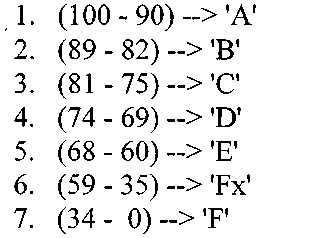 1. (100 - 90) --> 'A'
2. (89 - 82) --> 'B'
3. (81 - 75) --> 'C'
4. (74 - 69) --> 'D'
5. (68 - 60) --> 'E'
6. (59 - 35) --> 'Fx'
7. (34 - 0) --> 'F'